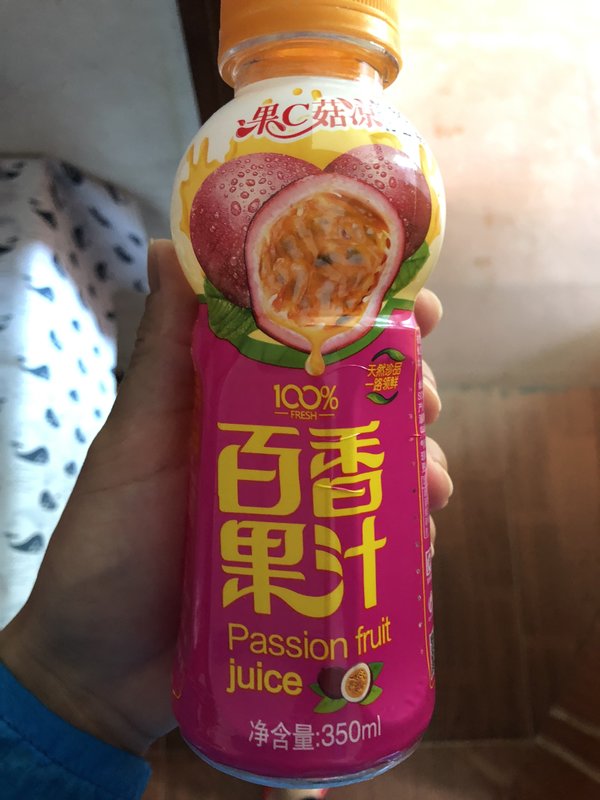 果C菇凉
天然珍品
一路领鲜
100%
FRESH
百香
果汁
Passion fruit
juice
净含量:350ml